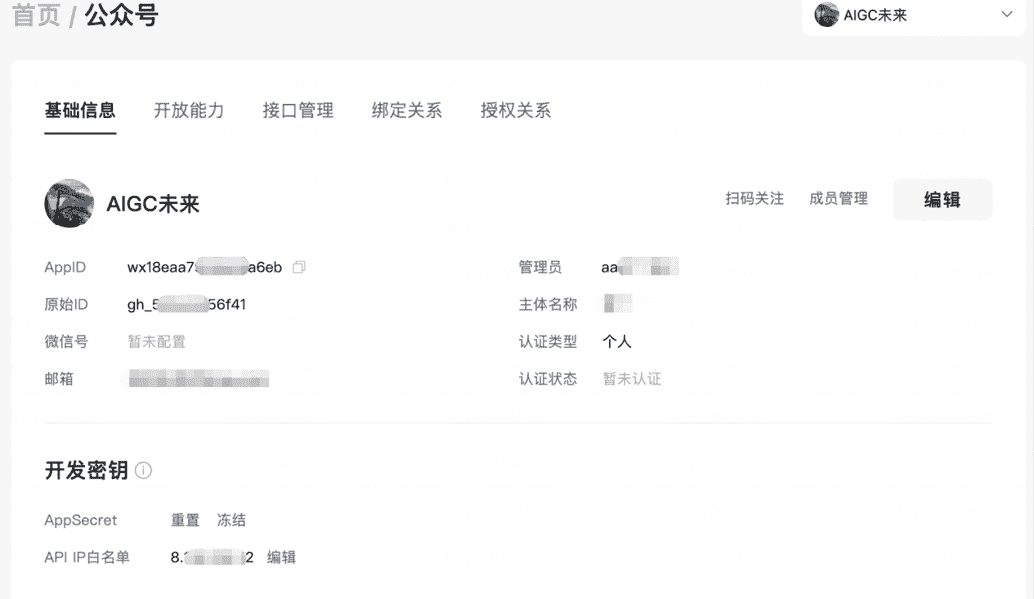 首页 / 公众号
AIGC未来
基础信息 开放能力 接口管理 绑定关系 授权关系
AIGC未来
扫码关注 成员管理 编辑
AppID wx18eaa7 a6eb
管理员 aa
原始ID gh_5 56f41
主体名称
微信号 暂未配置
认证类型 个人
邮箱
认证状态 暂未认证
开发密钥
AppSecret 重置 冻结
API IP白名单 8. 2 编辑